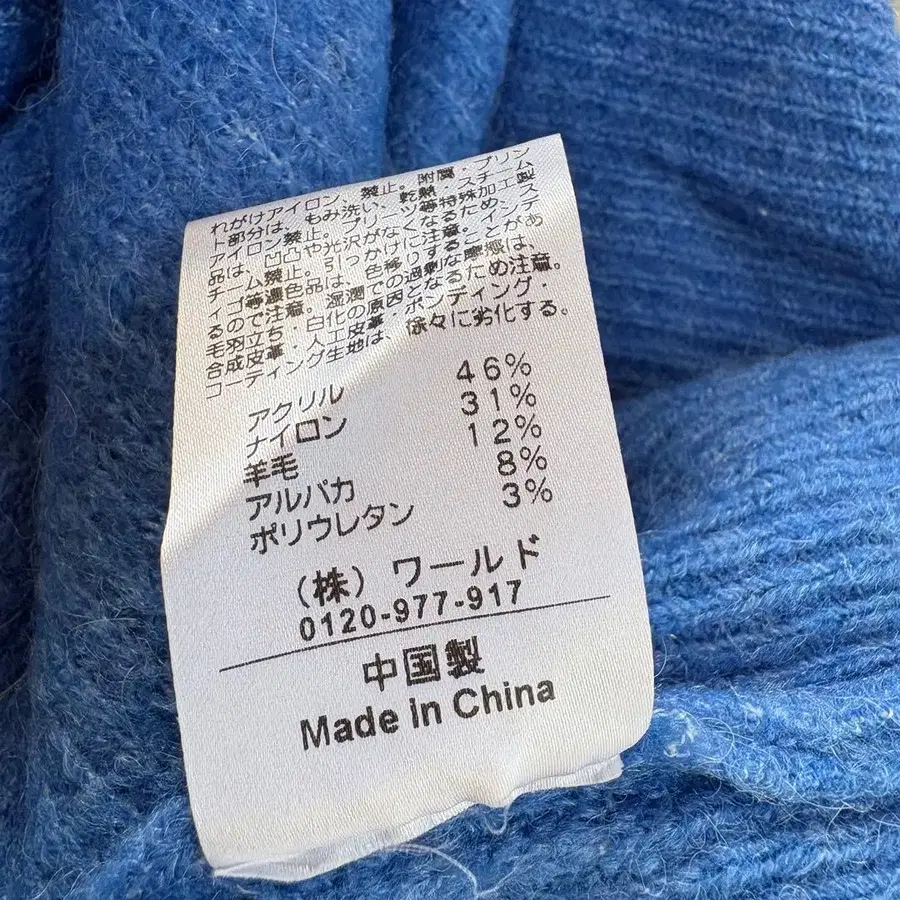 れがけアイロン、禁止。附属・プリン
ト部分は、もみ洗い、乾熱・スチーム
アイロン禁止。プリーツ等特殊加工製
品は、凹凸や光沢がなくなるため、ス
チーム禁止。引っかけに注意。インデ
ィゴ等濃色品は、色移りすることがあ
るので注意。湿潤での過剰な摩擦は、
毛羽立ち・白化の原因となるため注意。
合成皮革・人工皮革・ボンディング・
コーティング生地は、徐々に劣化する。
アクリル 46%
ナイロン 31%
羊毛 12%
アルパカ 8%
ポリウレタン 3%
(株)ワールド
0120-977-917
中国製
Made in China